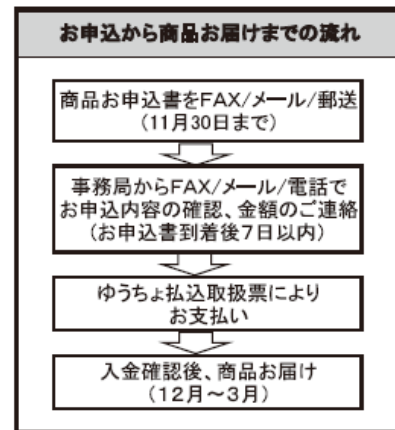 お申込から商品お届けまでの流れ
商品お申込書をFAX/メール/郵送
(11月30日まで)
事務局からFAX/メール/電話で
お申込内容の確認、金額のご連絡
(お申込書到着後7日以内)
ゆうちょ払込取扱票により
お支払い
入金確認後、商品お届け
(12月～3月)